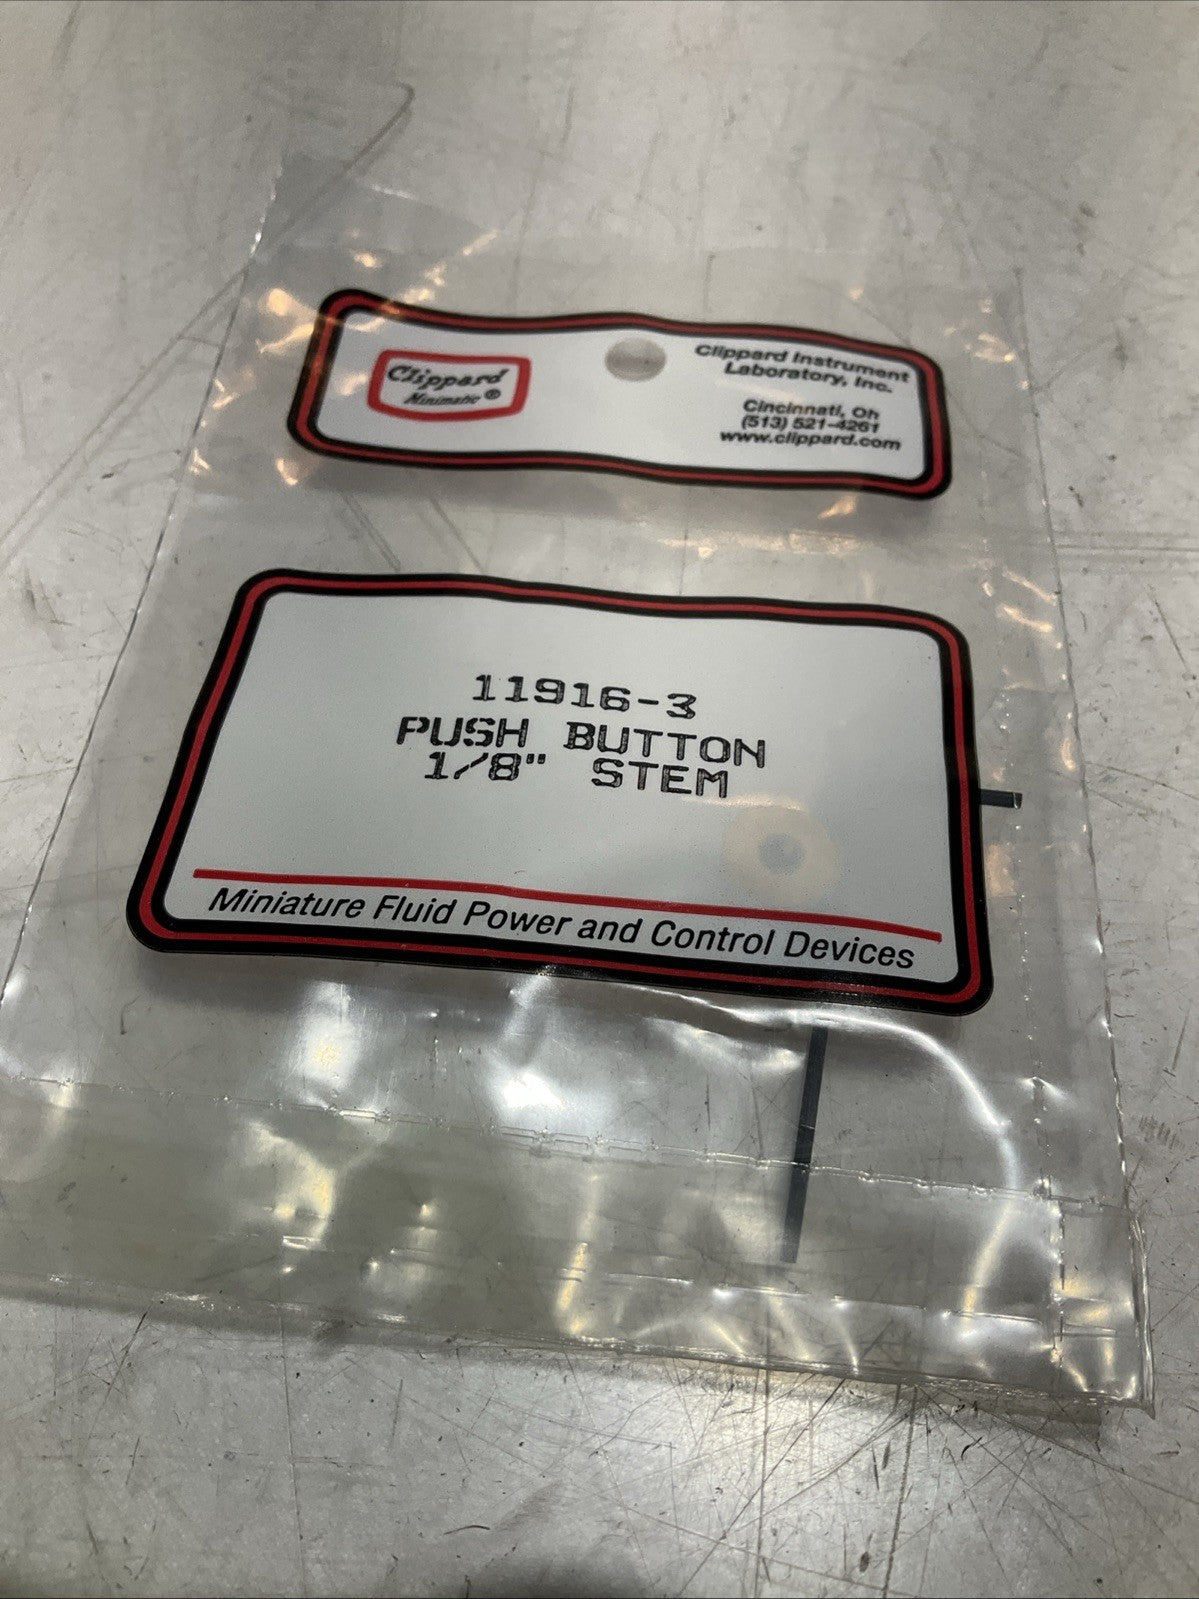 Clippard
Minimatic ®
Clippard Instrument
Laboratory, Inc.
Cincinnati, Oh
(513) 521-4261
www.clippard.com
11916-3
PUSH BUTTON
1/8" STEM
Miniature Fluid Power and Control Devices